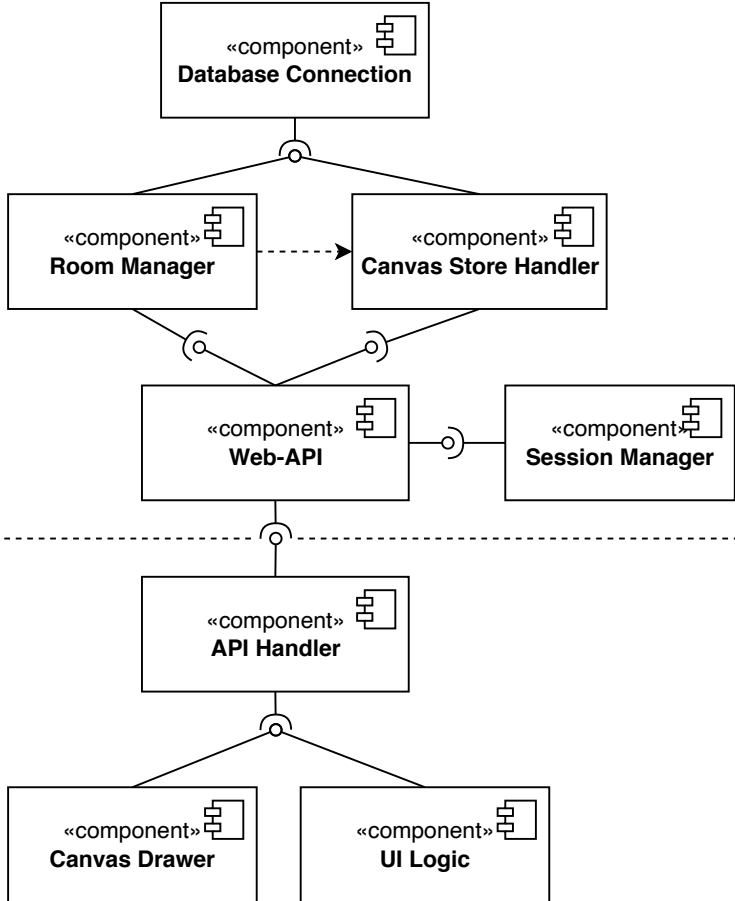 «component»
Database Connection
«component»
Room Manager
«component»
Canvas Store Handler
«component»
Web-API
«component»
Session Manager
«component»
API Handler
«component»
Canvas Drawer
«component»
UI Logic